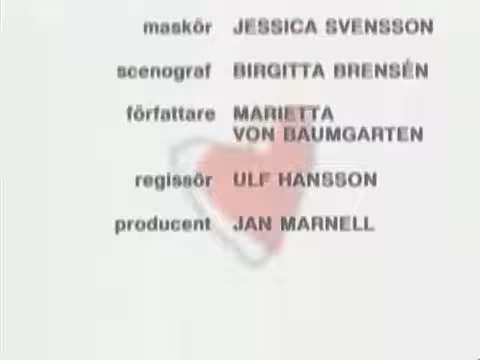 maskör JESSICA SVENSSON
scenograf BIRGITTA BRENSÉN
författare MARIETTA
VON BAUMGARTEN
regissör ULF HANSSON
producent JAN MARNELL